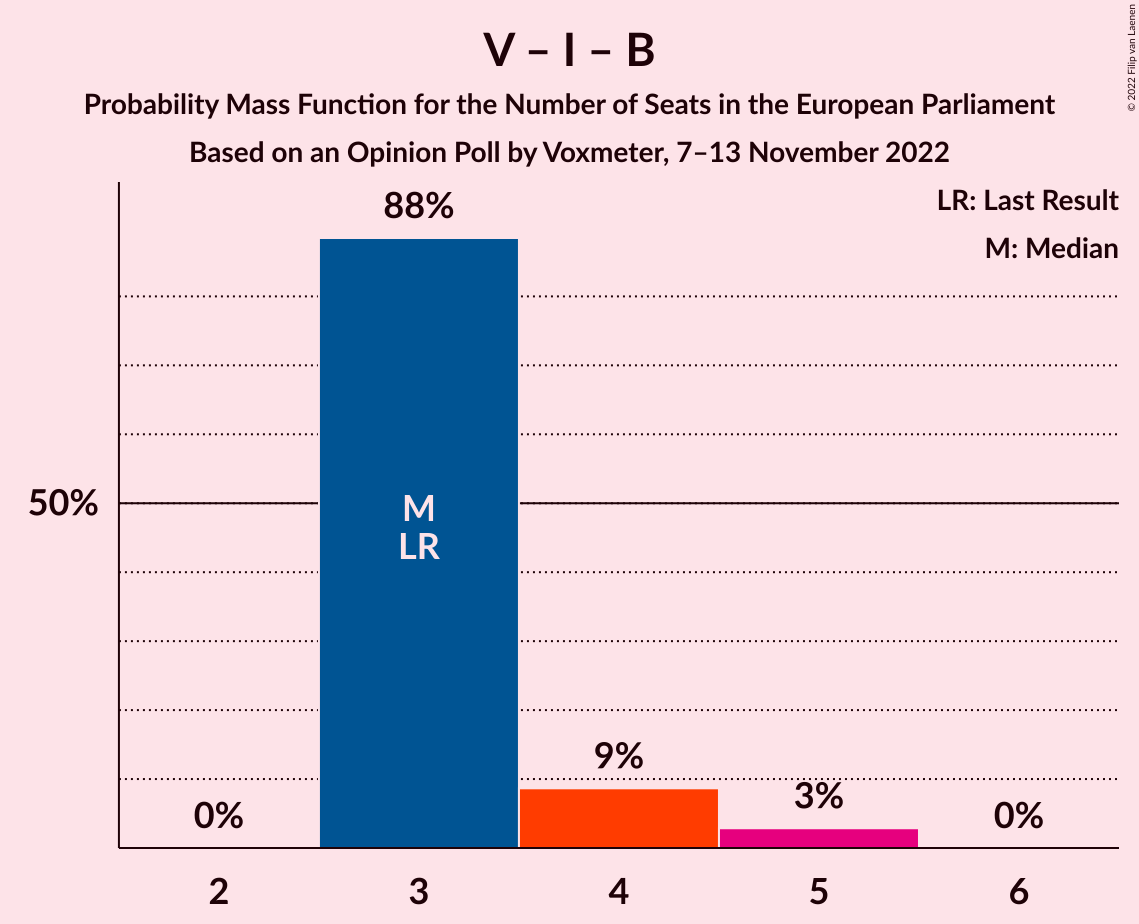 V – I – B
Probability Mass Function for the Number of Seats in the European Parliament
Based on an Opinion Poll by Voxmeter, 7–13 November 2022
© 2022 Filip van Laenen
LR: Last Result
M: Median
88%
50%
M
LR
9%
3%
0%
0%
2
3
4
5
6